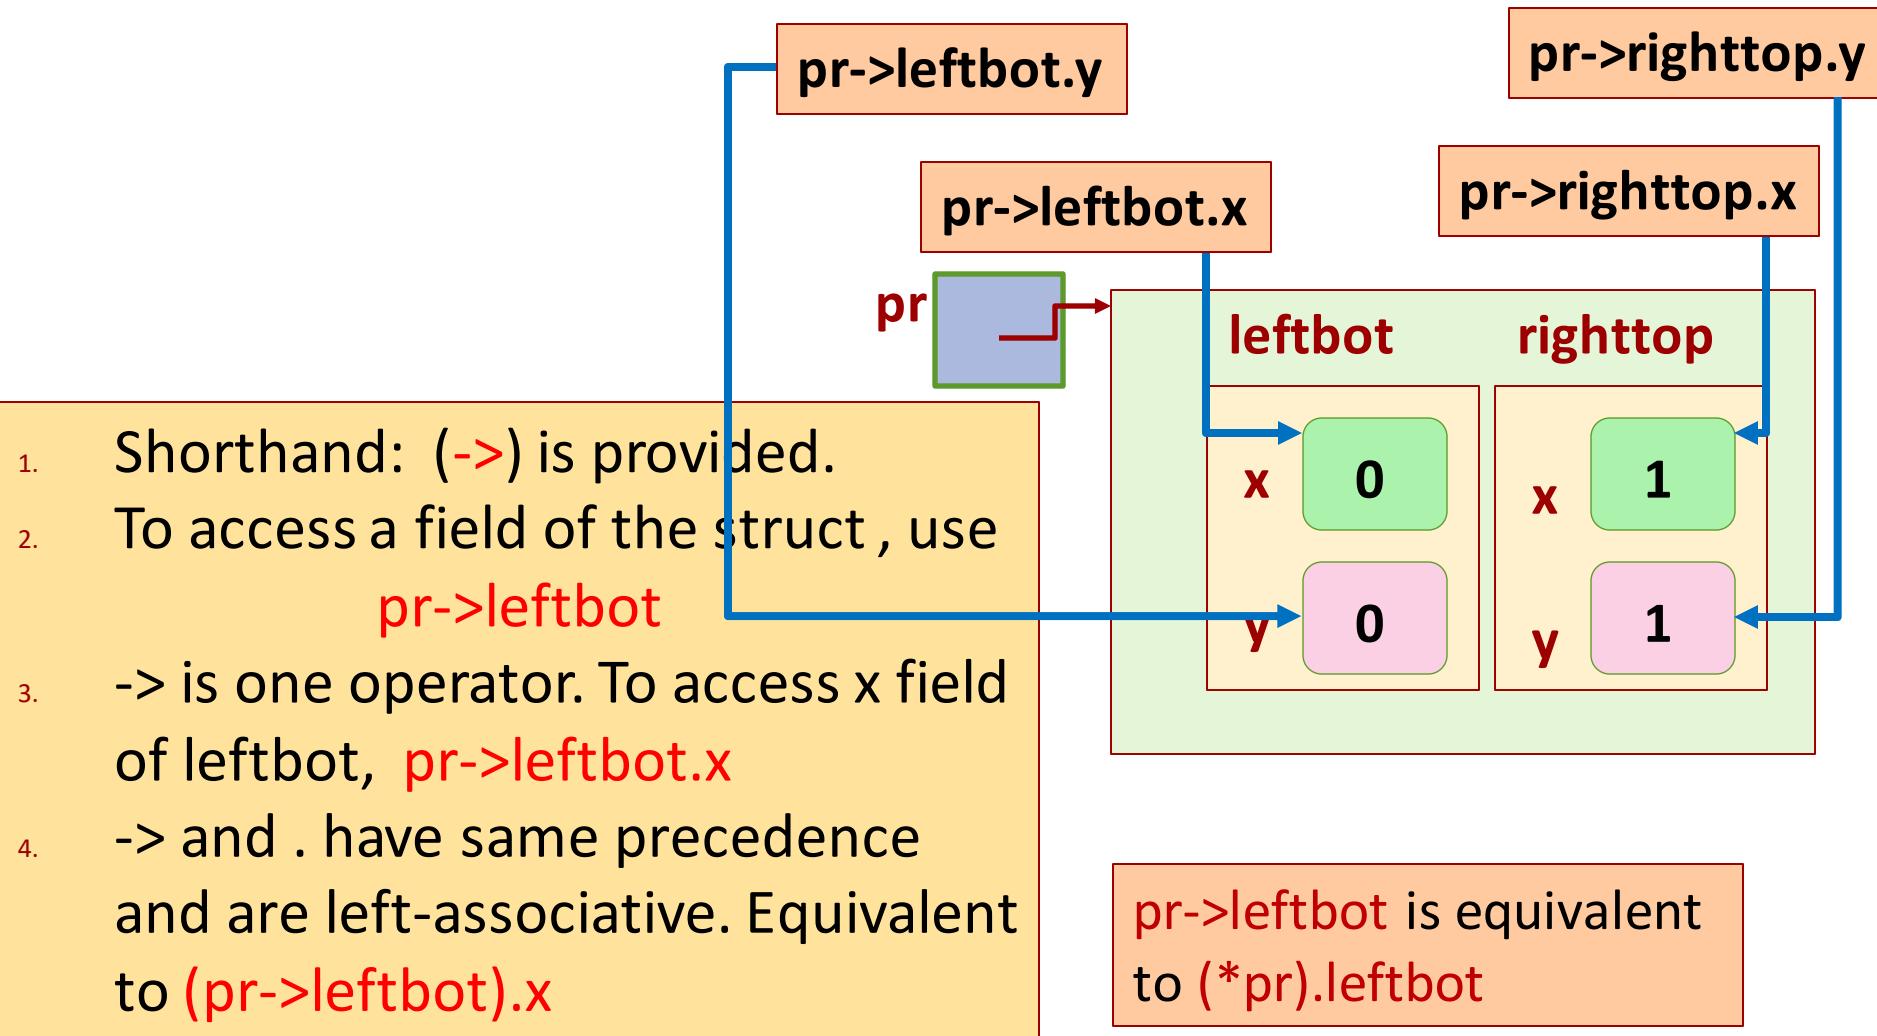 pr->leftbot.y
pr->righttop.y
pr->leftbot.x
pr->righttop.x
pr
leftbot righttop
x 0 x 1
y 0 y 1
1. Shorthand: (->) is provided.
2. To access a field of the struct , use
pr->leftbot
3. -> is one operator. To access x field
of leftbot, pr->leftbot.x
4. -> and . have same precedence
and are left-associative. Equivalent
to (pr->leftbot).x
pr->leftbot is equivalent
to (*pr).leftbot